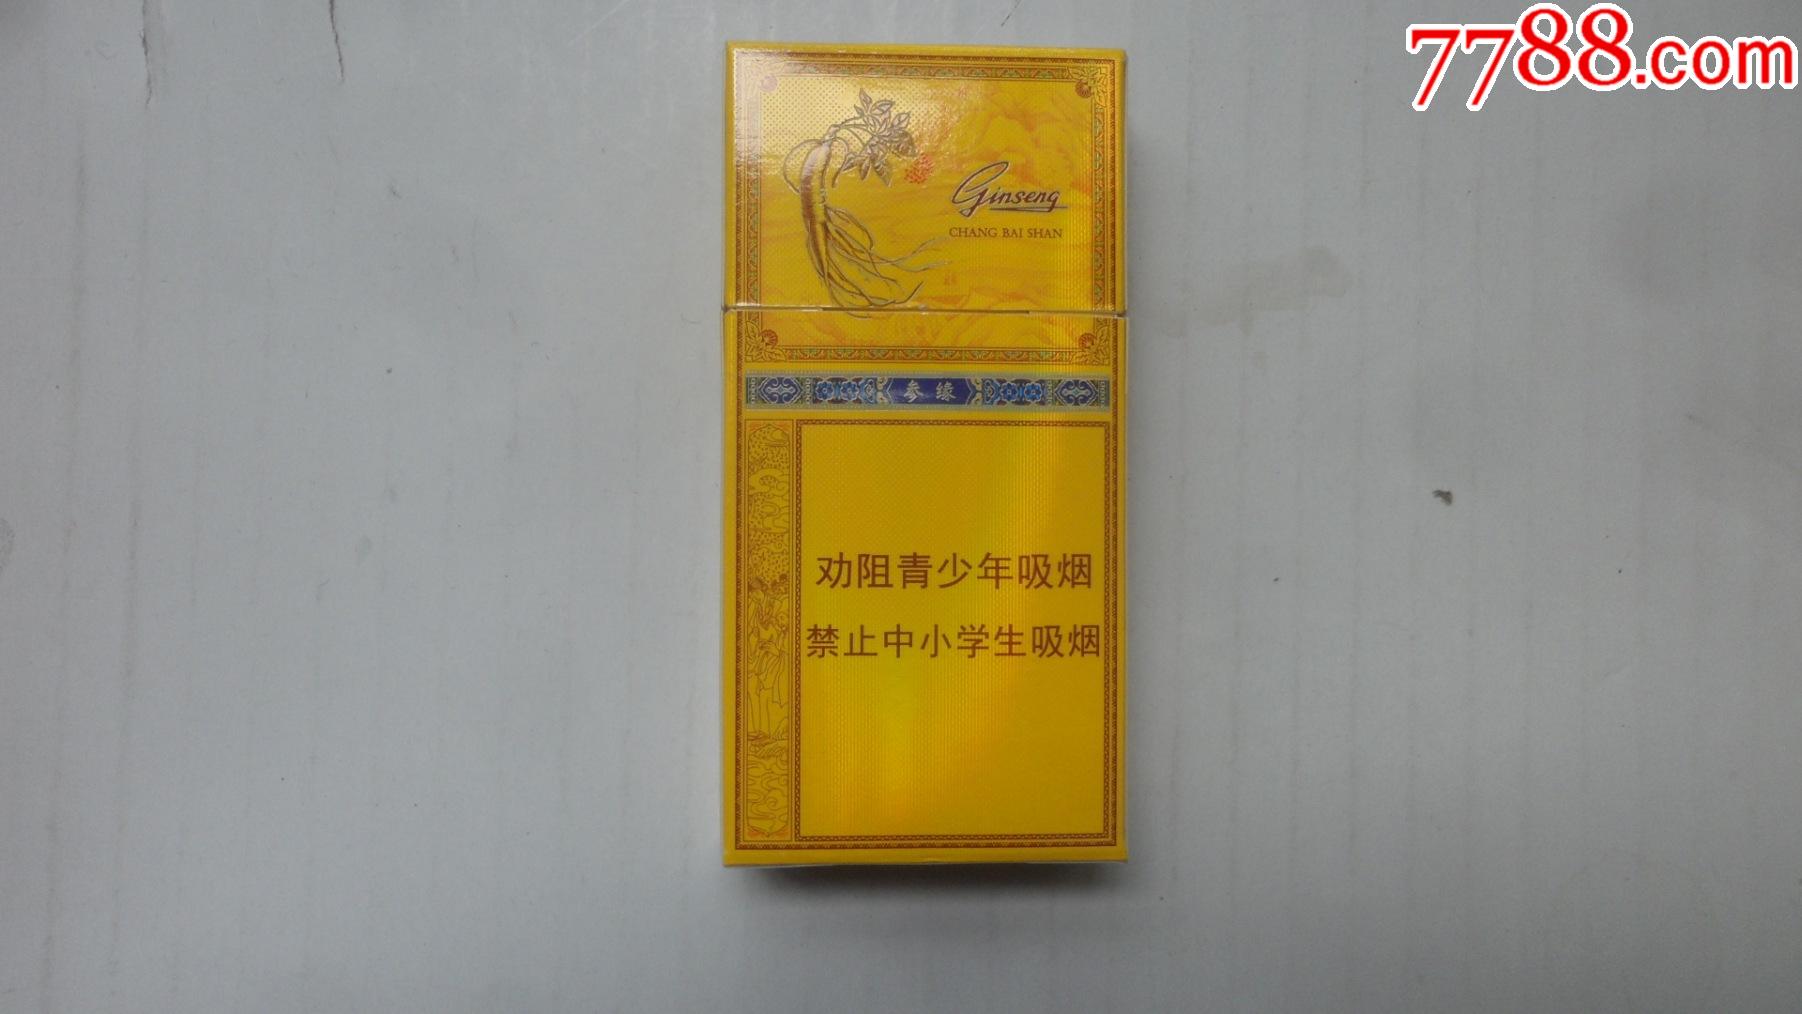 7788.com
Ginseng
CHANG BAI SHAN
参缘
劝阻青少年吸烟
禁止中小学生吸烟